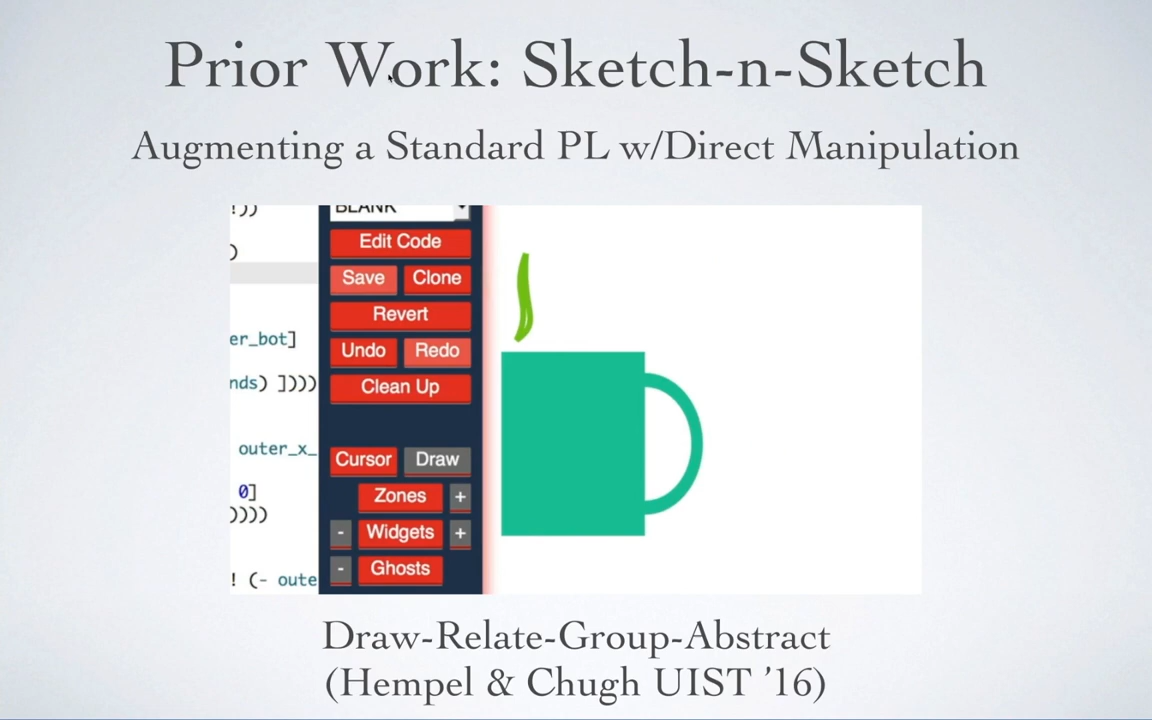 Prior Work: Sketch-n-Sketch
Augmenting a Standard PL w/Direct Manipulation
!))
BLANK
Edit Code
)
Save Clone
Revert
er_bot]
Undo Redo
nds) ])))
Clean Up
outer_x_
Cursor Draw
0]
Zones +
))))
- Widgets +
! (- oute
- Ghosts
Draw-Relate-Group-Abstract
(Hempel & Chugh UIST ’16)